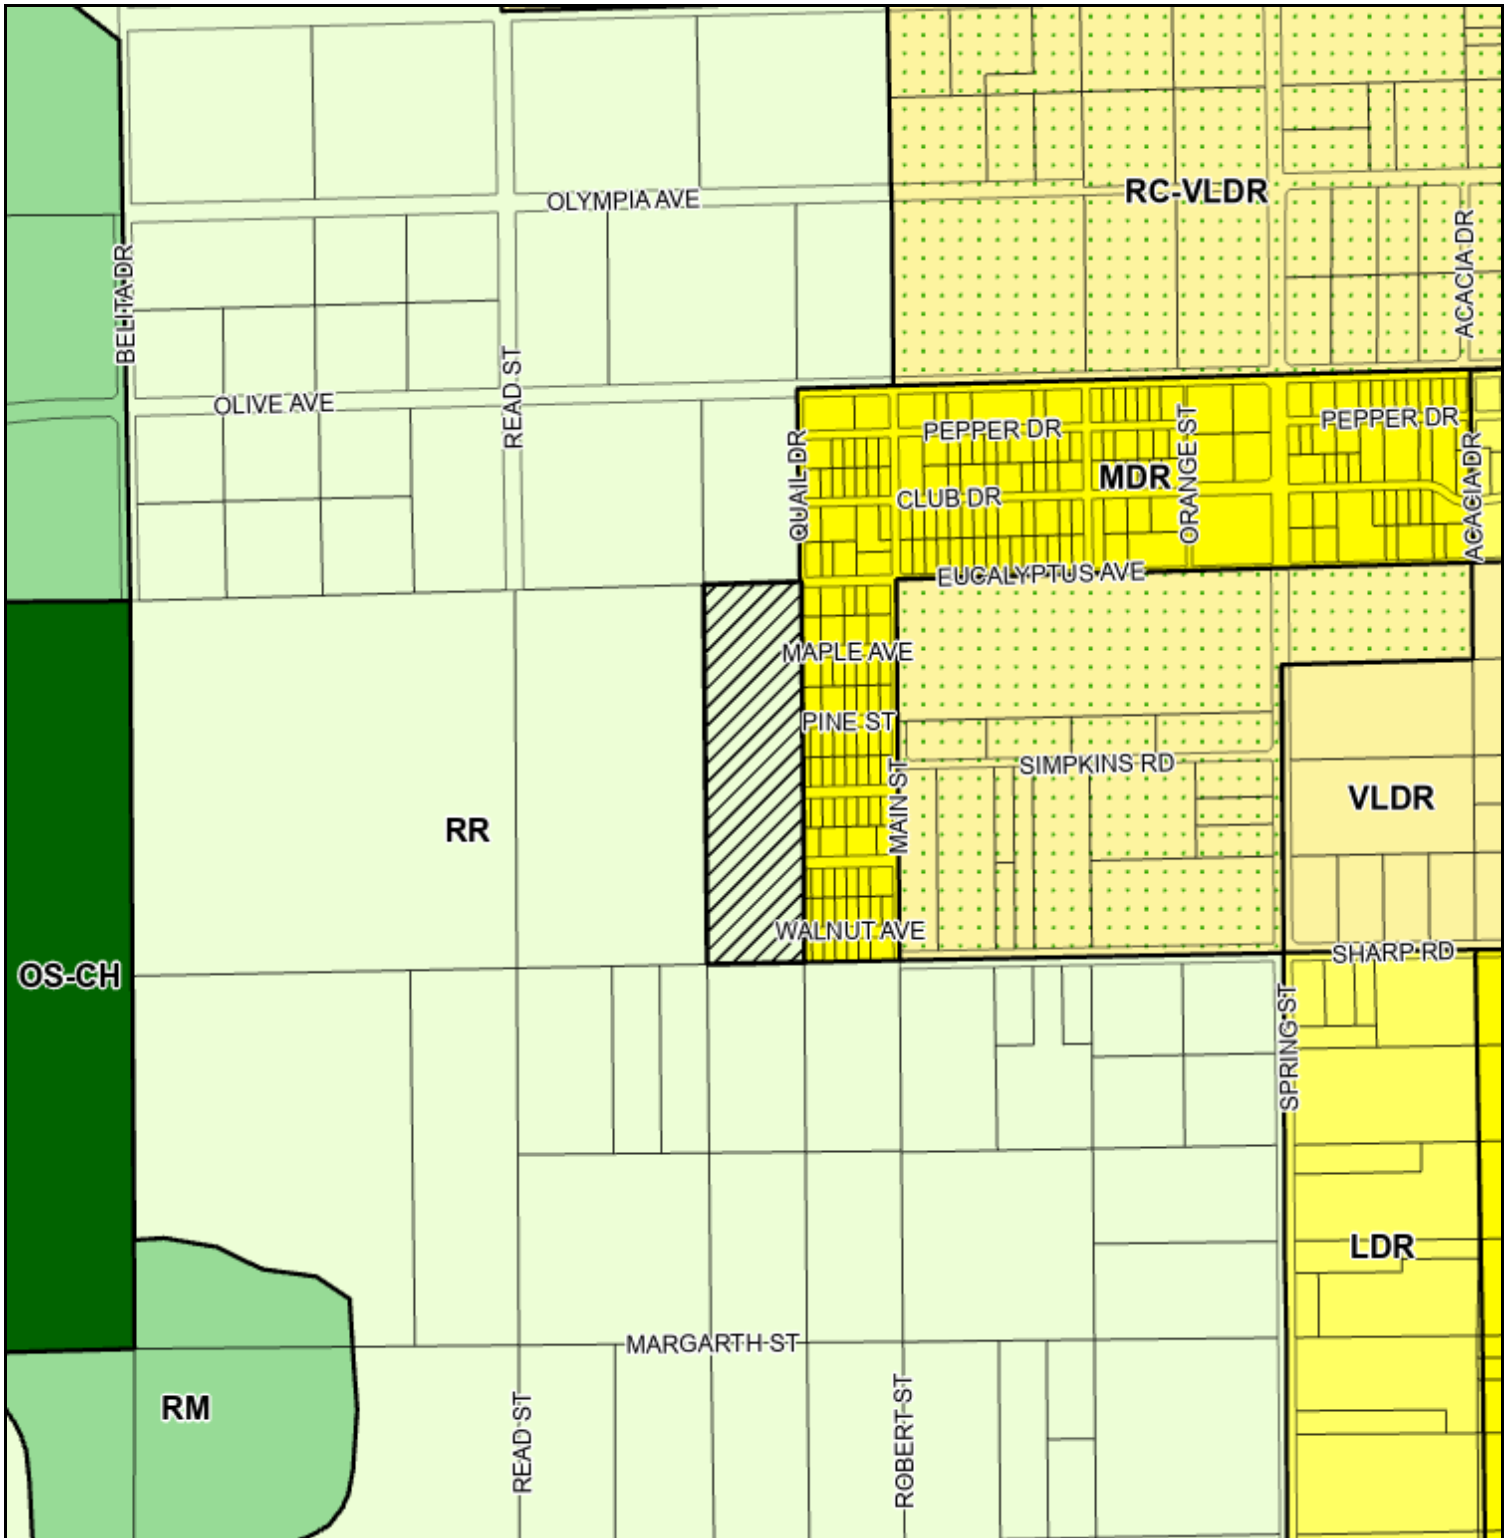 OLYMPIA AVE
RC-VLDR
ACACIA DR
BELITA DR
READ ST
OLIVE AVE
PEPPER DR
PEPPER DR
ORANGE ST
QUAIL DR
MDR
CLUB DR
ACACIA DR
EUCALYPTUS AVE
MAPLE AVE
PINE ST
SIMPKINS RD
MAIN ST
VLDR
RR
WALNUT AVE
SHARP RD
OS-CH
SPRING ST
LDR
MARGARTH ST
RM
READ ST
ROBERT ST